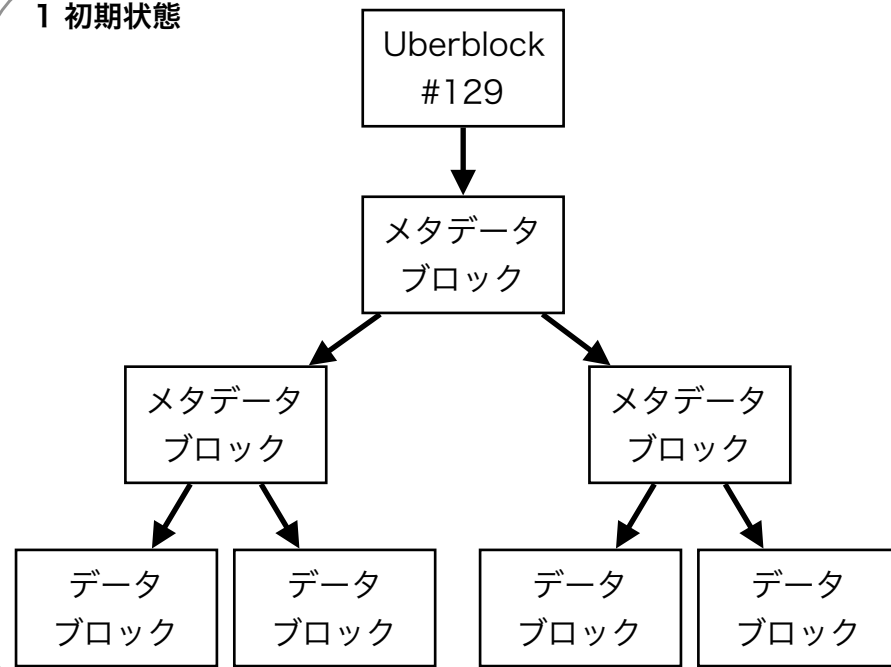 1 初期状態
Uberblock
#129
メタデータ
ブロック
メタデータ
ブロック
メタデータ
ブロック
データ
ブロック
データ
ブロック
データ
ブロック
データ
ブロック